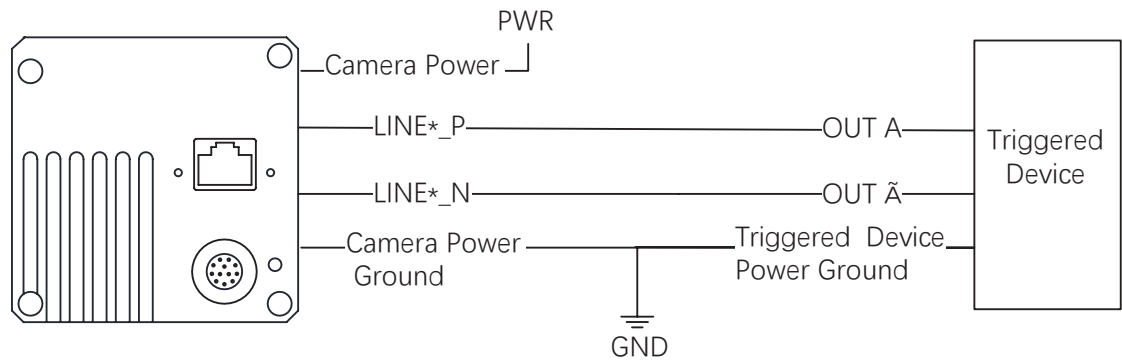 PWR
Camera Power
LINE*_P
OUT A
Triggered
Device
LINE*_N
OUT Ã
Camera Power
Ground
Triggered Device
Power Ground
GND